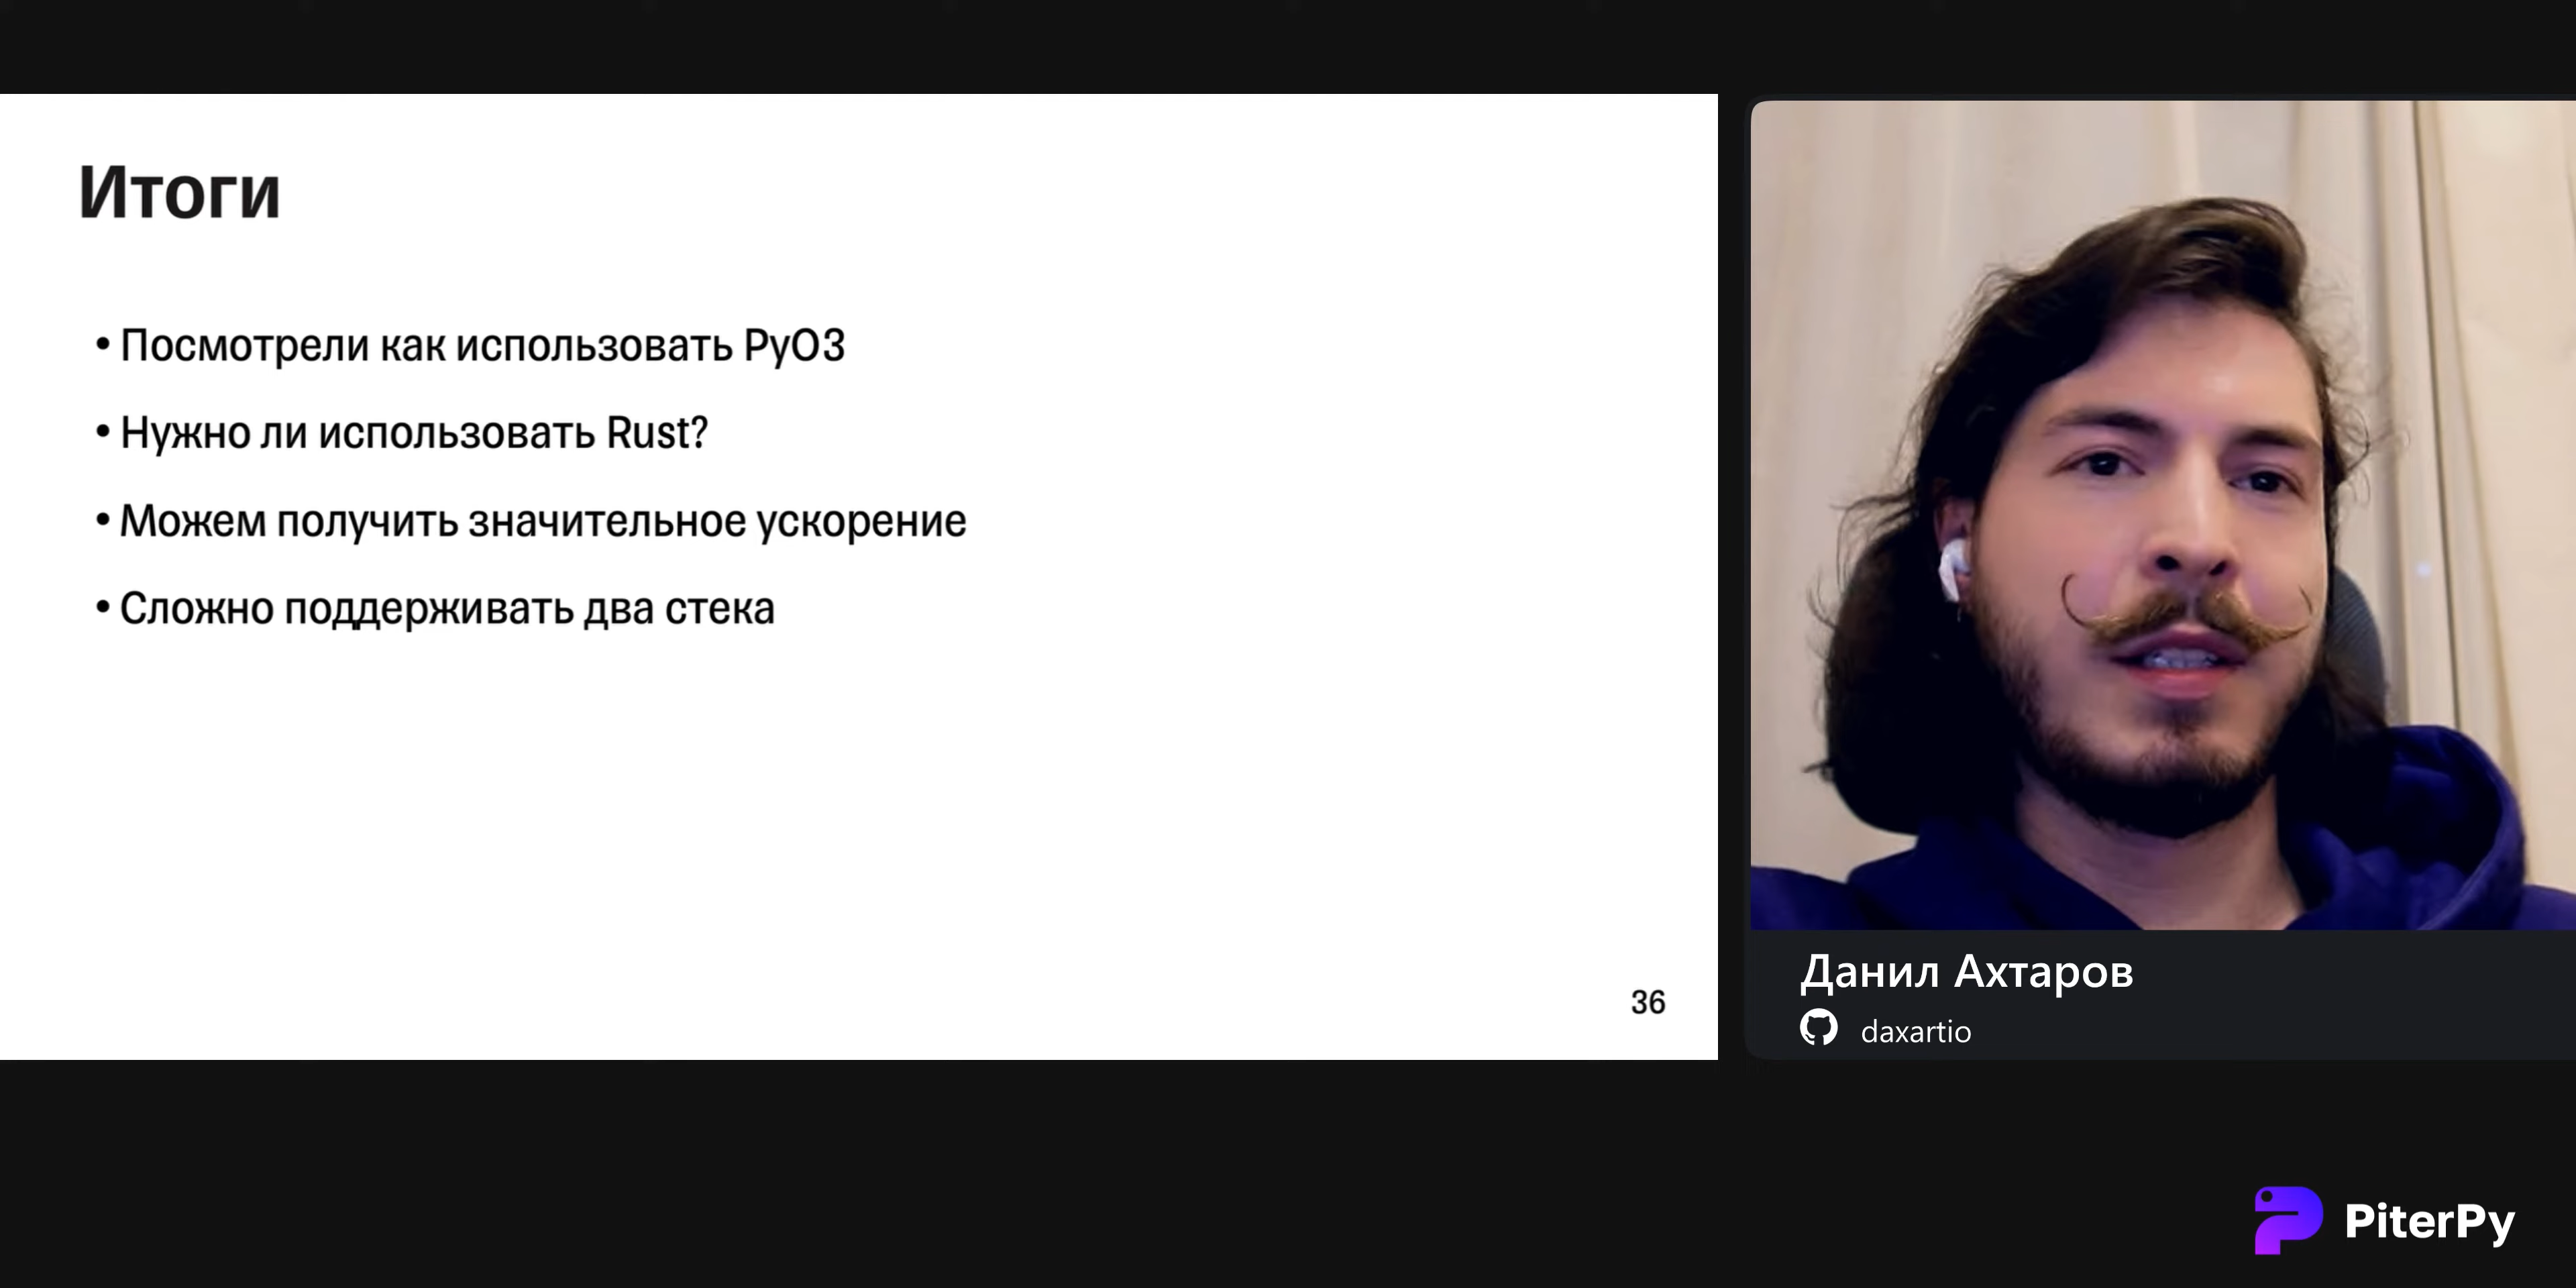 Итоги
• Посмотрели как использовать PyO3
• Нужно ли использовать Rust?
• Можем получить значительное ускорение
• Сложно поддерживать два стека
36
Данил Ахтаров
daxartio
PiterPy